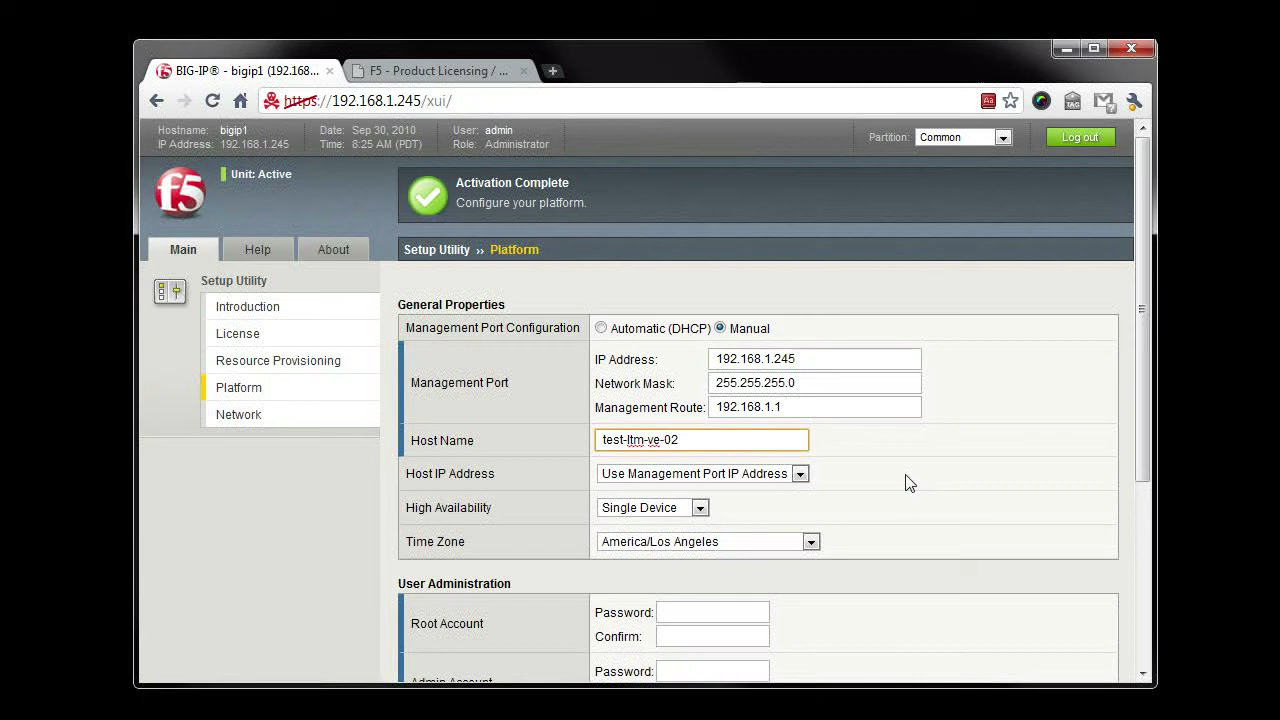 BIG-IP® - bigip1 (192.168...
F5 - Product Licensing / ...
https://192.168.1.245/xui/
Hostname: bigip1
IP Address: 192.168.1.245
Date: Sep 30, 2010
Time: 8:25 AM (PDT)
User: admin
Role: Administrator
Partition: Common
Log out
f5
Unit: Active
Activation Complete
Configure your platform.
Main
Help
About
Setup Utility ›› Platform
Setup Utility
Introduction
License
Resource Provisioning
Platform
Network
General Properties
Management Port Configuration
Automatic (DHCP)
Manual
Management Port
IP Address: 192.168.1.245
Network Mask: 255.255.255.0
Management Route: 192.168.1.1
Host Name
test-ltm-ve-02
Host IP Address
Use Management Port IP Address
High Availability
Single Device
Time Zone
America/Los Angeles
User Administration
Root Account
Password:
Confirm:
Admin Account
Password: